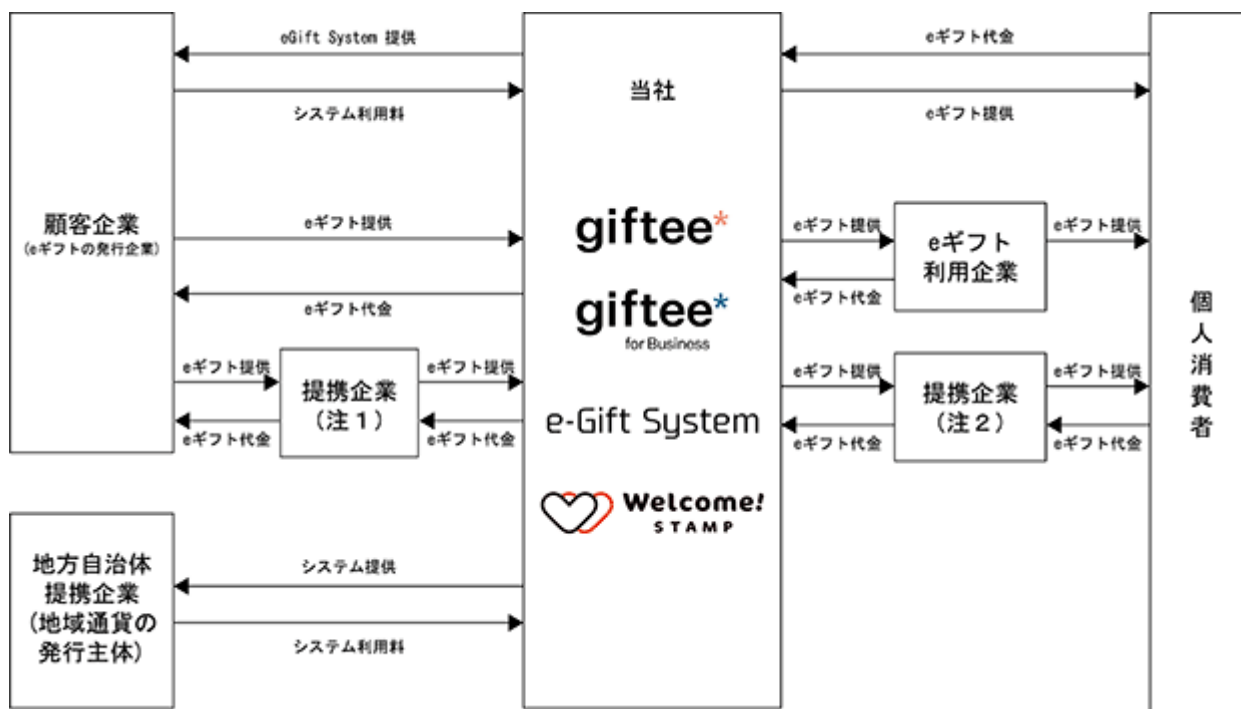 eGift System 提供
システム利用料
顧客企業
(eギフトの発行企業)
eギフト提供
eギフト代金
eギフト提供
eギフト代金
提携企業
(注1)
eギフト提供
eギフト代金
地方自治体
提携企業
(地域通貨の
発行主体)
システム提供
システム利用料
当社
giftee*
giftee*
for Business
e-Gift System
Welcome!
STAMP
eギフト代金
eギフト提供
eギフト提供
eギフト代金
eギフト
利用企業
eギフト提供
eギフト提供
eギフト代金
提携企業
(注2)
eギフト提供
eギフト代金
個人消費者